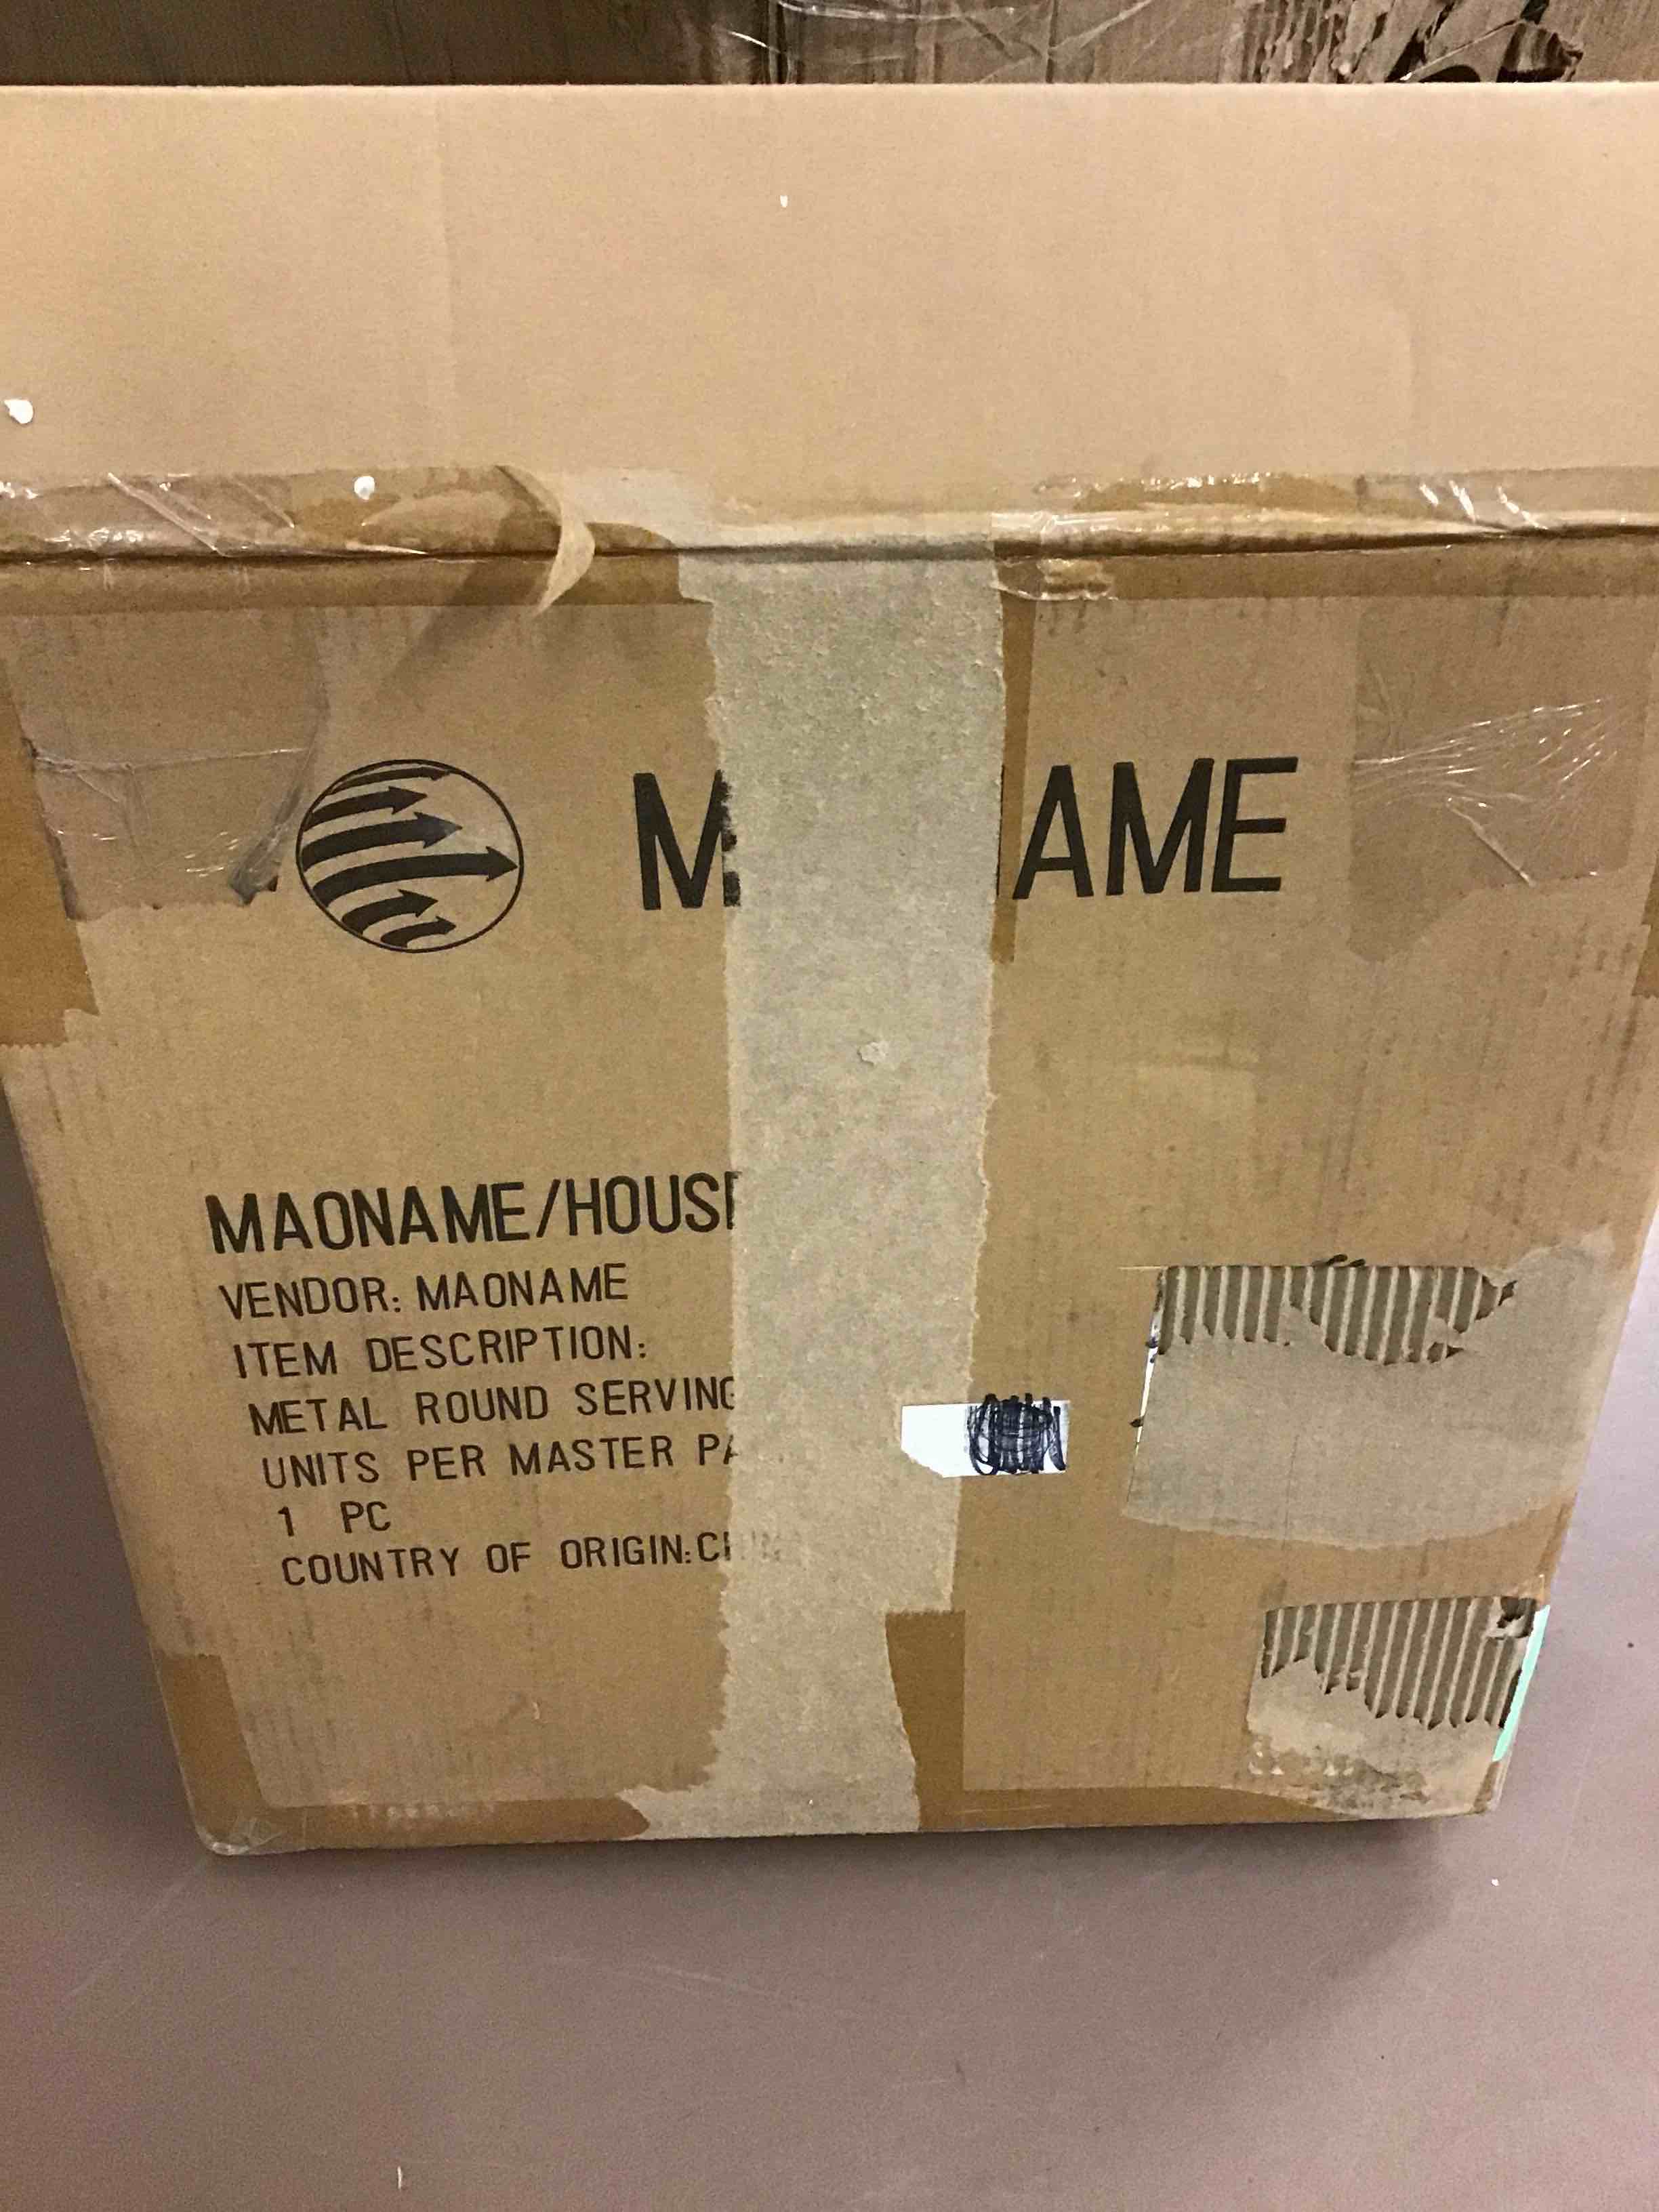 M AME
MAONAME/HOUS
VENDOR: MAONAME
ITEM DESCRIPTION:
METAL ROUND SERVING
UNITS PER MASTER PA
1 PC
COUNTRY OF ORIGIN:CHINA